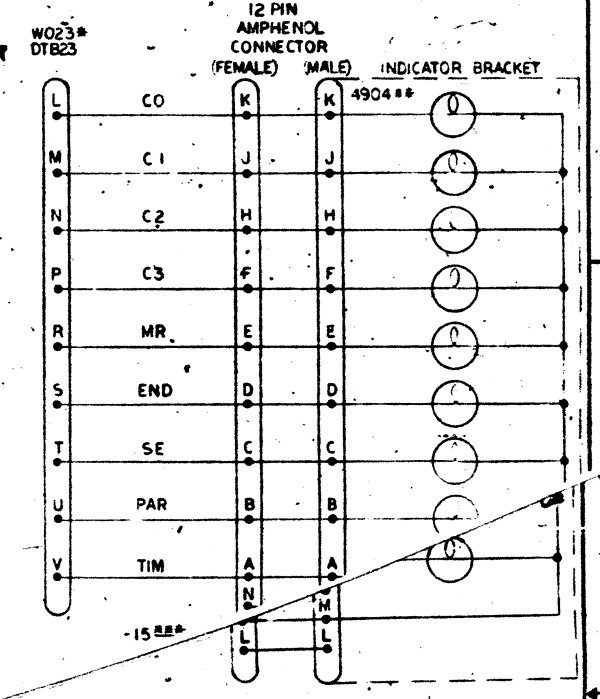 12 PIN
AMPHENOL
CONNECTOR
W023*
DTB23
(FEMALE) (MALE) INDICATOR BRACKET
4904**
L C0 K K
M C1 J J
N C2 H H
P C3 F F
R MR E E
S END D D
T SE C C
U PAR B B
V TIM A A
N
M
-15***
L L